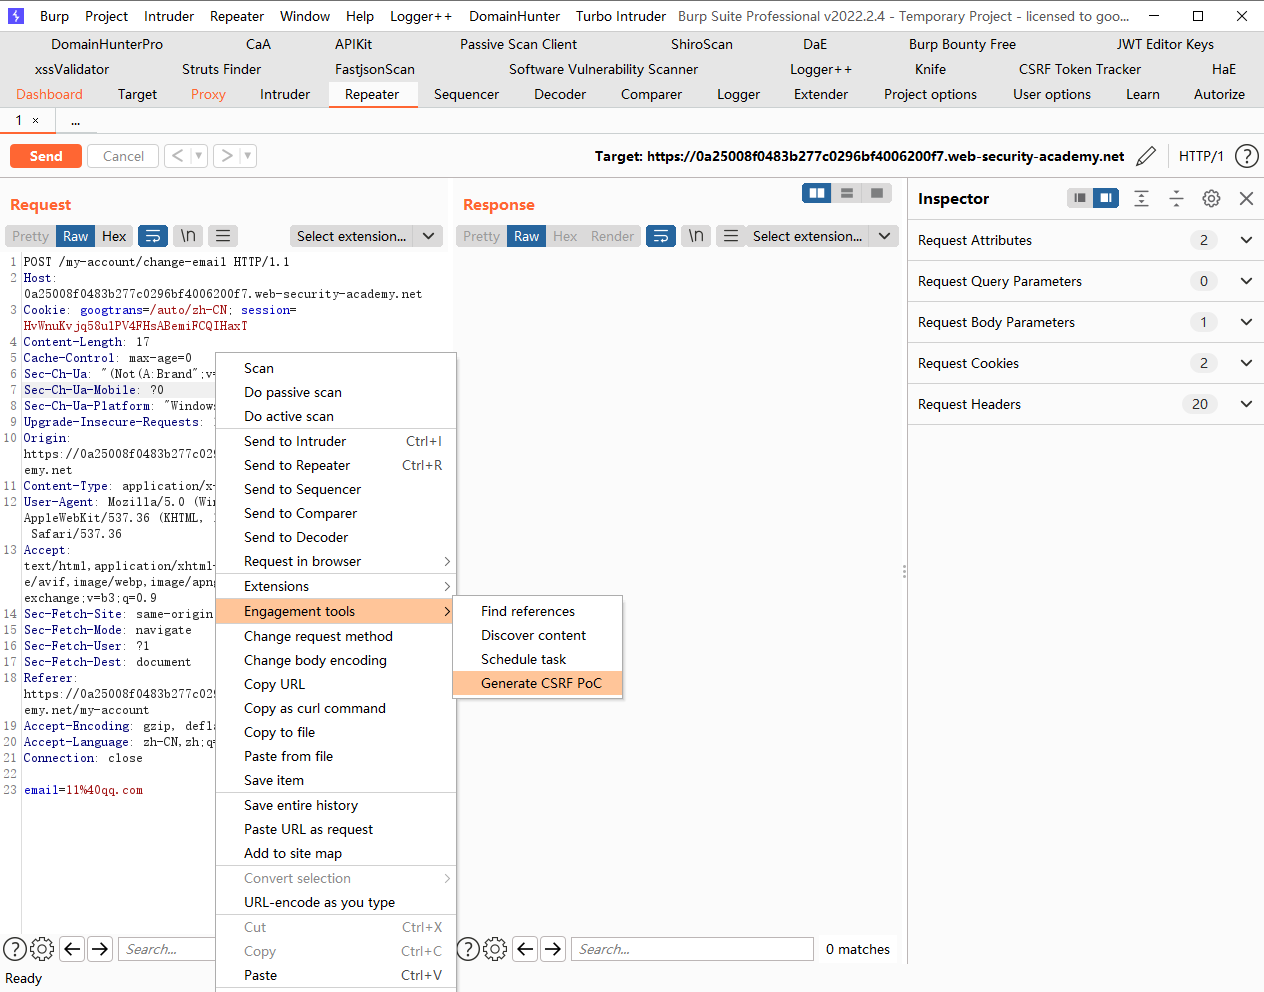 Burp Project Intruder Repeater Window Help Logger++ DomainHunter Turbo Intruder Burp Suite Professional v2022.2.4 - Temporary Project - licensed to goo...
DomainHunterPro CaA APIKit Passive Scan Client ShiroScan DaE Burp Bounty Free JWT Editor Keys
xssValidator Struts Finder FastjsonScan Software Vulnerability Scanner Logger++ Knife CSRF Token Tracker HaE
Dashboard Target Proxy Intruder Repeater Sequencer Decoder Comparer Logger Extender Project options User options Learn Autorize
1 × ...
Send Cancel < > Target: https://0a25008f0483b277c0296bf4006200f7.web-security-academy.net HTTP/1 ?
Request
Pretty Raw Hex \n Select extension...
1 POST /my-account/change-email HTTP/1.1
2 Host:
0a25008f0483b277c0296bf4006200f7.web-security-academy.net
3 Cookie: googtrans=/auto/zh-CN; session=
HvWnuKvjq58ulPV4FHsABemiFCQIHaxT
4 Content-Length: 17
5 Cache-Control: max-age=0
6 Sec-Ch-Ua: "(Not(A:Brand";v=
7 Sec-Ch-Ua-Mobile: ?0
8 Sec-Ch-Ua-Platform: "Windows
9 Upgrade-Insecure-Requests:
10 Origin:
https://0a25008f0483b277c029
emy.net
11 Content-Type: application/x-
12 User-Agent: Mozilla/5.0 (Win
AppleWebKit/537.36 (KHTML,
Safari/537.36
13 Accept:
text/html,application/xhtml-
e/avif,image/webp,image/apng
exchange;v=b3;q=0.9
14 Sec-Fetch-Site: same-origin
15 Sec-Fetch-Mode: navigate
16 Sec-Fetch-User: ?1
17 Sec-Fetch-Dest: document
18 Referer:
https://0a25008f0483b277c029
emy.net/my-account
19 Accept-Encoding: gzip, defla
20 Accept-Language: zh-CN,zh;q=
21 Connection: close
22
23 email=11%40qq.com
Scan
Do passive scan
Do active scan
Send to Intruder Ctrl+I
Send to Repeater Ctrl+R
Send to Sequencer
Send to Comparer
Send to Decoder
Request in browser >
Extensions >
Engagement tools >
Change request method
Change body encoding
Copy URL
Copy as curl command
Copy to file
Paste from file
Save item
Save entire history
Paste URL as request
Add to site map
Convert selection >
URL-encode as you type
Cut Ctrl+X
Copy Ctrl+C
Paste Ctrl+V
Find references
Discover content
Schedule task
Generate CSRF PoC
Response
Pretty Raw Hex Render \n Select extension...
Inspector
Request Attributes 2
Request Query Parameters 0
Request Body Parameters 1
Request Cookies 2
Request Headers 20
? Search...
? Search... 0 matches
Ready